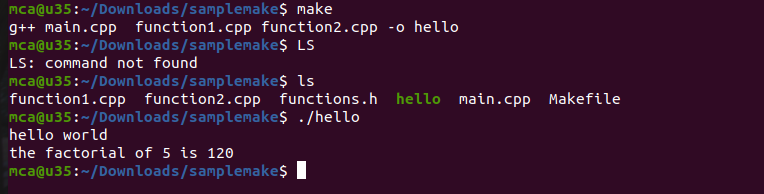 mca@u35:~/Downloads/samplemake$ make
g++ main.cpp  function1.cpp function2.cpp -o hello
mca@u35:~/Downloads/samplemake$ LS
LS: command not found
mca@u35:~/Downloads/samplemake$ ls
function1.cpp  function2.cpp  functions.h  hello  main.cpp  Makefile
mca@u35:~/Downloads/samplemake$ ./hello
hello world
the factorial of 5 is 120
mca@u35:~/Downloads/samplemake$